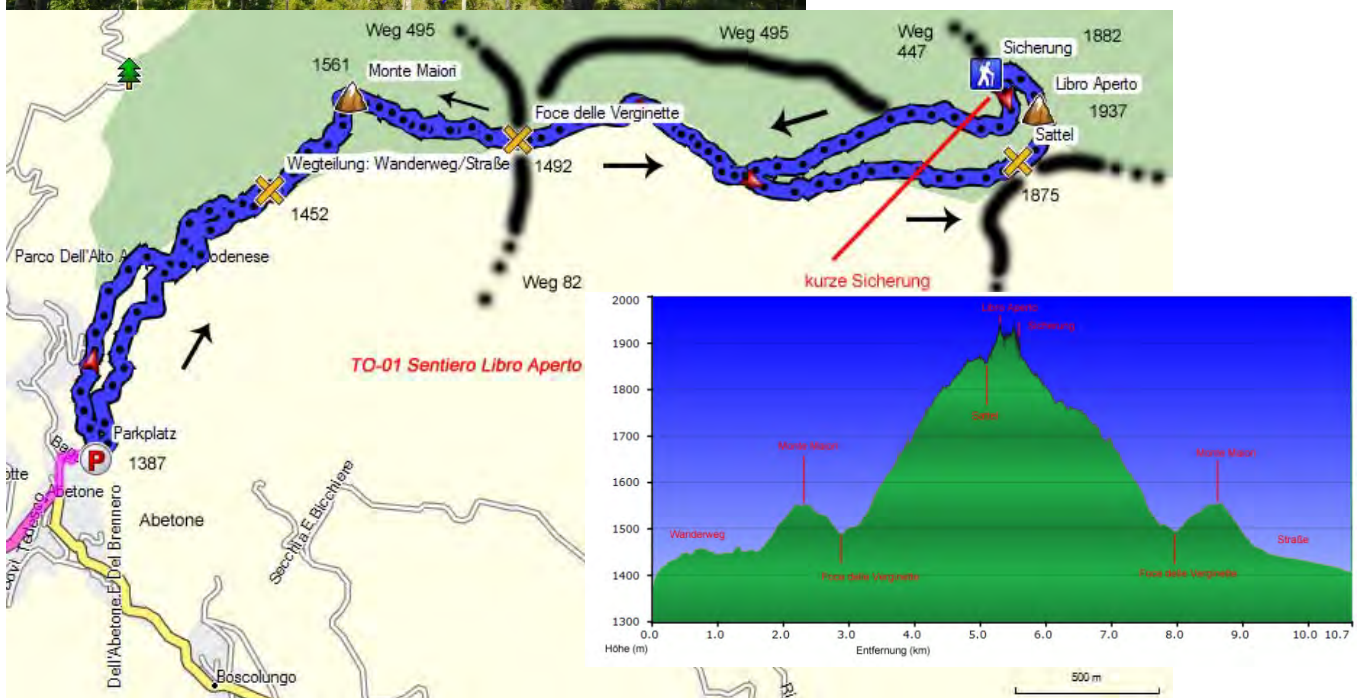 Weg 495
Weg 495
Weg
447
Sicherung
1882
1561
Monte Maiori
Libro Aperto
1937
Foce delle Verginette
Sattel
Wegteilung: Wanderweg/Straße
1492
1875
1452
Parco Dell'Alto A
odenese
Weg 82
kurze Sicherung
TO-01 Sentiero Libro Aperto
Parkplatz
P
1387
Abetone
Abetone
Tedesco
Dell'Abetone E Del Brennero
Secchia E Bicchiere
Boscolungo
500 m
2000
1900
1800
1700
1600
1500
1400
1300
Libro Aperto
Sicherung
Sattel
Monte Maiori
Monte Maiori
Wanderweg
Straße
Foce delle Verginette
Foce delle Verginette
0.0 1.0 2.0 3.0 4.0 5.0 6.0 7.0 8.0 9.0 10.0 10.7
Höhe (m)
Entfernung (km)